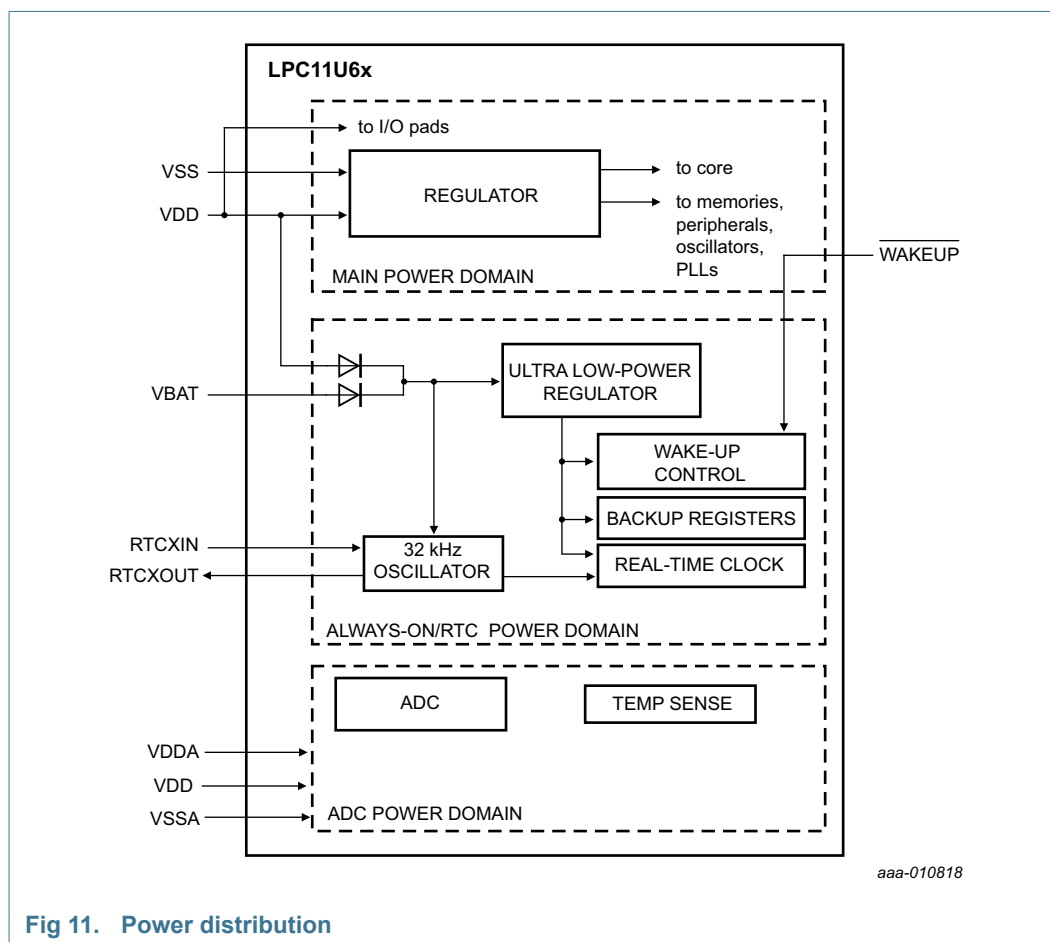 LPC11U6x
to I/O pads
VSS
VDD
REGULATOR
to core
to memories,
peripherals,
oscillators,
PLLs
WAKEUP
MAIN POWER DOMAIN
VBAT
ULTRA LOW-POWER
REGULATOR
WAKE-UP
CONTROL
BACKUP REGISTERS
REAL-TIME CLOCK
RTCXIN
RTCXOUT
32 kHz
OSCILLATOR
ALWAYS-ON/RTC POWER DOMAIN
ADC
TEMP SENSE
VDDA
VDD
VSSA
ADC POWER DOMAIN
aaa-010818
Fig 11. Power distribution